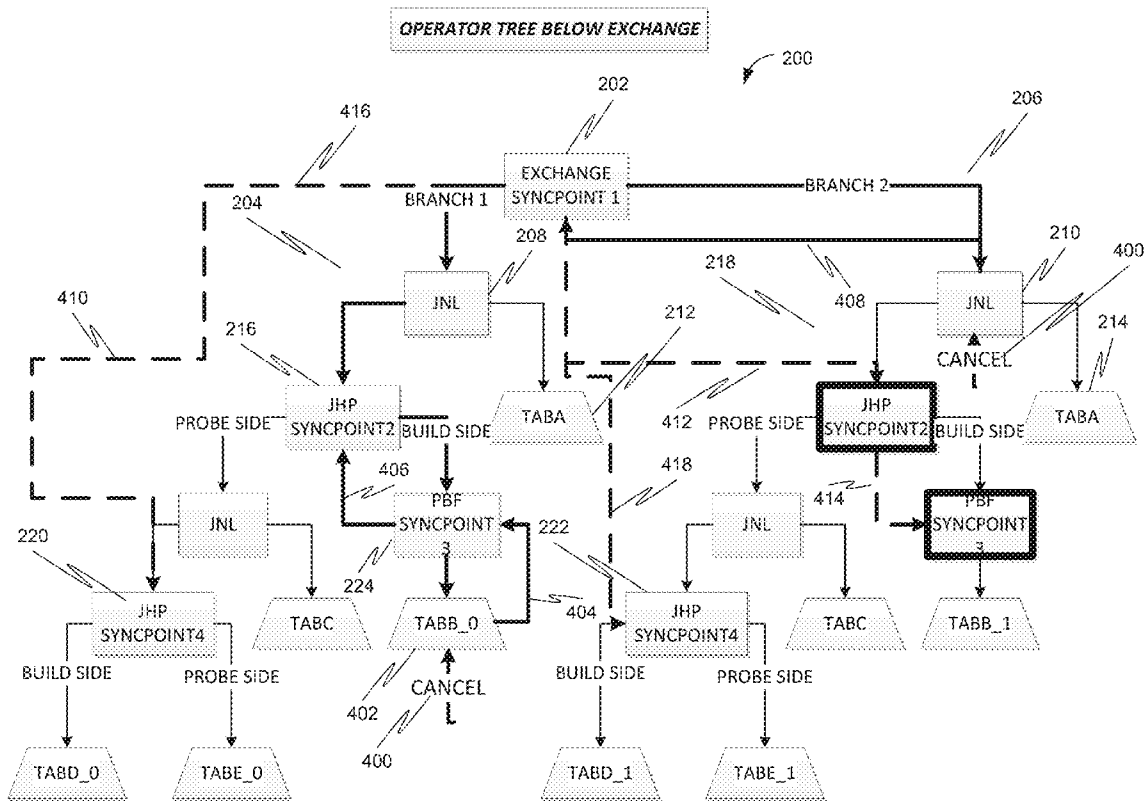 OPERATOR TREE BELOW EXCHANGE
200
202
206
416
EXCHANGE
SYNCPOINT 1
BRANCH 1
BRANCH 2
204
208
210
400
218
JNL
408
JNL
410
216
212
CANCEL
214
JHP
SYNCPOINT2
TABA
412
JHP
SYNCPOINT2
TABA
PROBE SIDE
BUILD SIDE
PROBE SIDE
BUILD SIDE
406
418
414
JNL
PBF
SYNCPOINT
3
JNL
PBF
SYNCPOINT
3
220
222
224
404
JHP
SYNCPOINT4
TABC
TABB_0
JHP
SYNCPOINT4
TABC
TABB_1
BUILD SIDE
PROBE SIDE
CANCEL
BUILD SIDE
PROBE SIDE
402
400
TABD_0
TABE_0
TABD_1
TABE_1